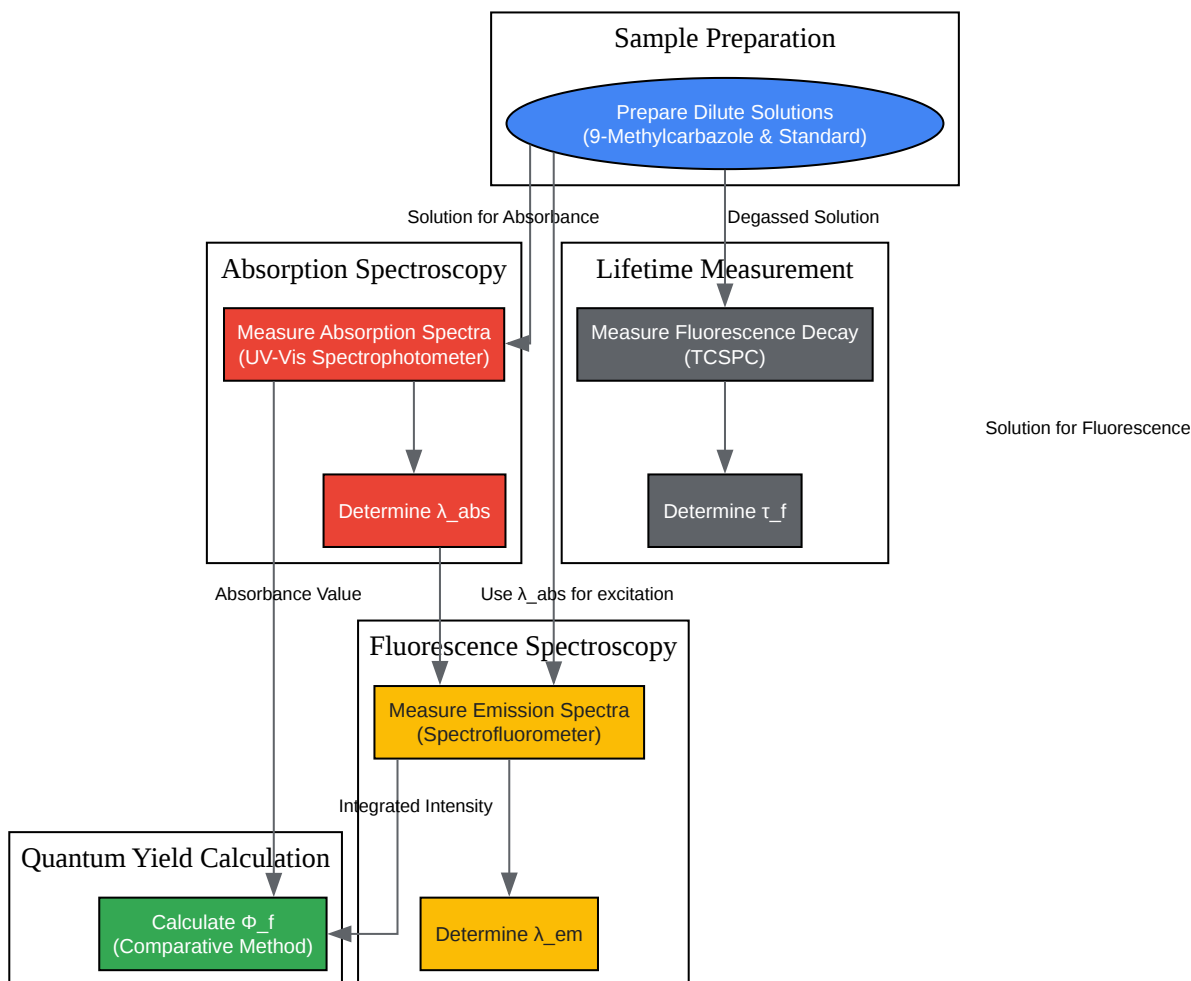 Sample Preparation
Prepare Dilute Solutions
(9-Methylcarbazole & Standard)
Solution for Absorbance
Degassed Solution
Absorption Spectroscopy
Lifetime Measurement
Measure Absorption Spectra
(UV-Vis Spectrophotometer)
Measure Fluorescence Decay
(TCSPC)
Solution for Fluorescence
Determine λ_abs
Determine τ_f
Absorbance Value
Use λ_abs for excitation
Fluorescence Spectroscopy
Measure Emission Spectra
(Spectrofluorometer)
Integrated Intensity
Quantum Yield Calculation
Calculate Φ_f
(Comparative Method)
Determine λ_em